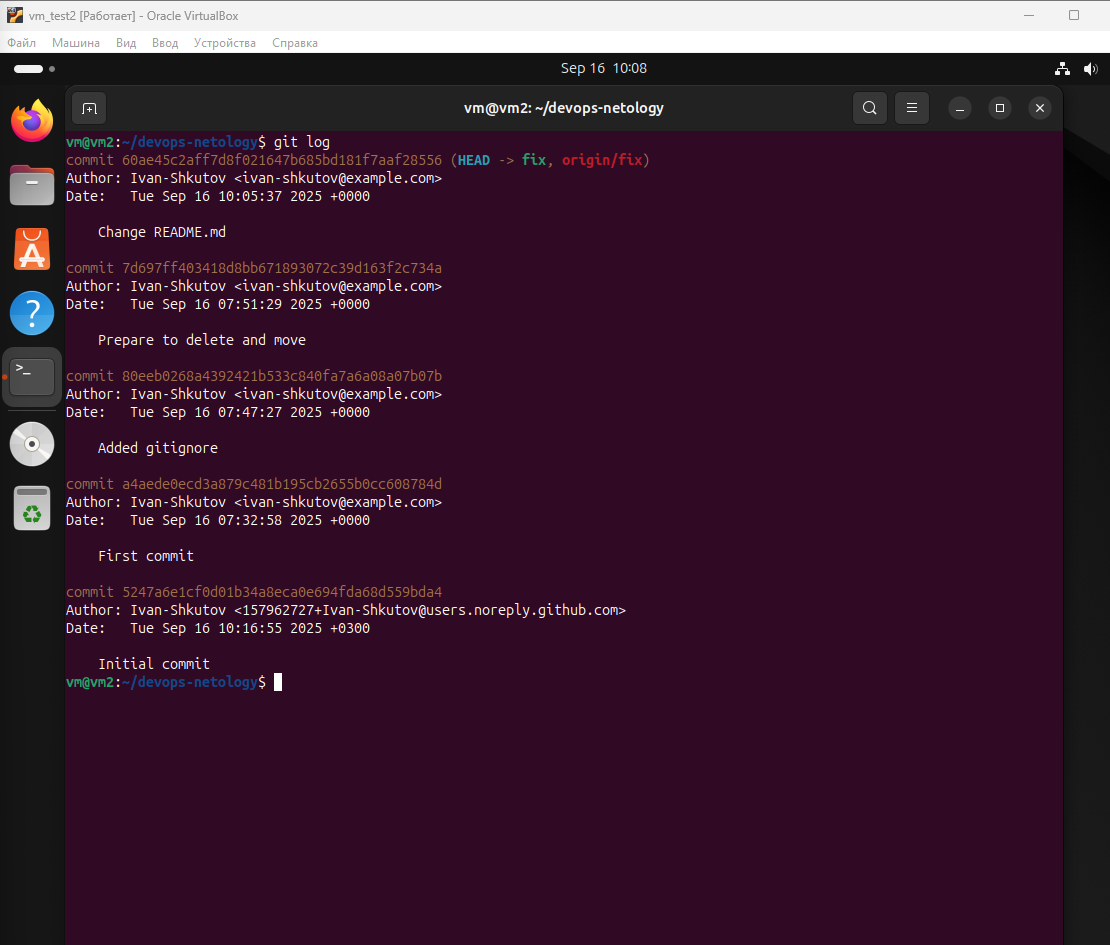 vm_test2 [Работает] - Oracle VirtualBox
Файл Машина Вид Ввод Устройства Справка
Sep 16 10:08
vm@vm2: ~/devops-netology
vm@vm2:~/devops-netology$ git log
commit 60ae45c2aff7d8f021647b685bd181f7aaf28556 (HEAD -> fix, origin/fix)
Author: Ivan-Shkutov <ivan-shkutov@example.com>
Date:   Tue Sep 16 10:05:37 2025 +0000
    Change README.md
commit 7d697ff403418d8bb671893072c39d163f2c734a
Author: Ivan-Shkutov <ivan-shkutov@example.com>
Date:   Tue Sep 16 07:51:29 2025 +0000
    Prepare to delete and move
commit 80eeb0268a4392421b533c840fa7a6a08a07b07b
Author: Ivan-Shkutov <ivan-shkutov@example.com>
Date:   Tue Sep 16 07:47:27 2025 +0000
    Added gitignore
commit a4aede0ecd3a879c481b195cb2655b0cc608784d
Author: Ivan-Shkutov <ivan-shkutov@example.com>
Date:   Tue Sep 16 07:32:58 2025 +0000
    First commit
commit 5247a6e1cf0d01b34a8eca0e694fda68d559bda4
Author: Ivan-Shkutov <157962727+Ivan-Shkutov@users.noreply.github.com>
Date:   Tue Sep 16 10:16:55 2025 +0300
    Initial commit
vm@vm2:~/devops-netology$